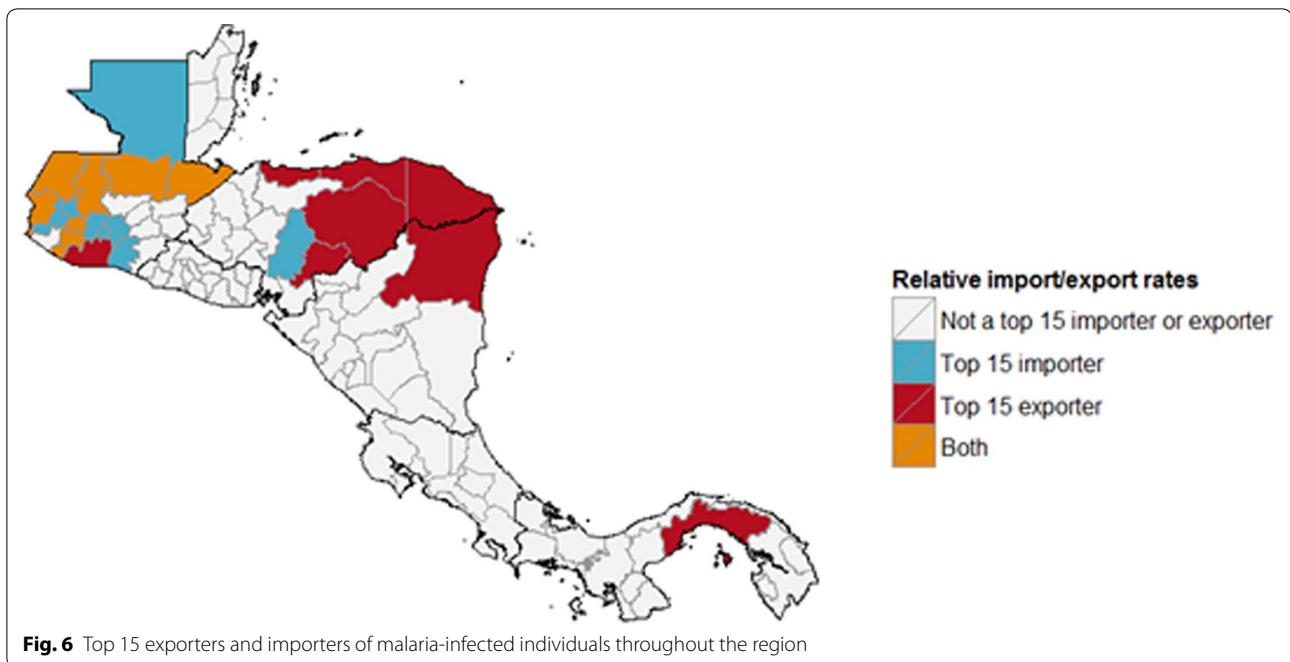 Relative import/export rates
Not a top 15 importer or exporter
Top 15 importer
Top 15 exporter
Both
Fig. 6 Top 15 exporters and importers of malaria-infected individuals throughout the region